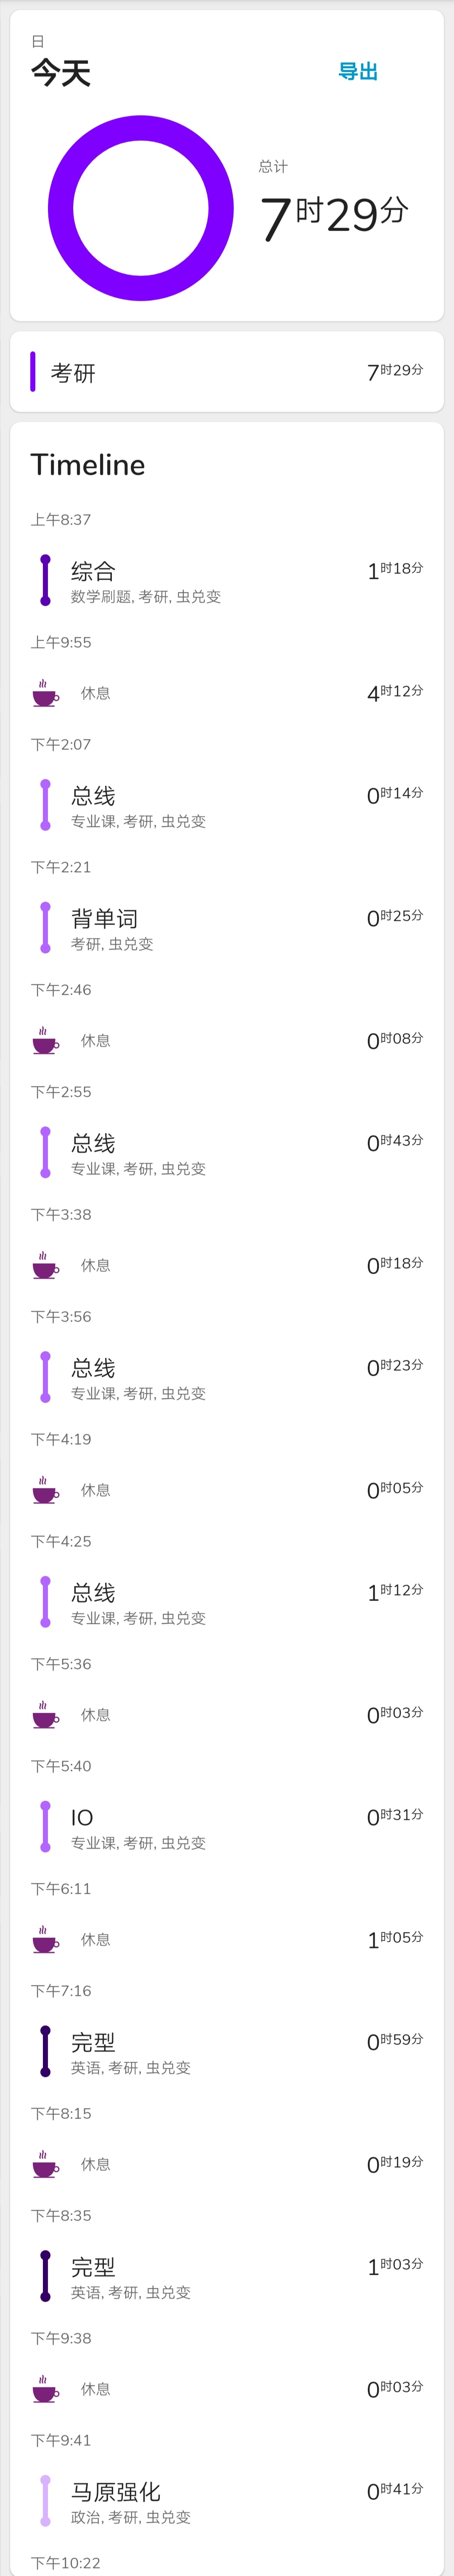 日
今天
导出
总计
7时29分
考研
7时29分
Timeline
上午8:37
综合
1时18分
数学刷题, 考研, 虫兑变
上午9:55
休息
4时12分
下午2:07
总线
0时14分
专业课, 考研, 虫兑变
下午2:21
背单词
0时25分
考研, 虫兑变
下午2:46
休息
0时08分
下午2:55
总线
0时43分
专业课, 考研, 虫兑变
下午3:38
休息
0时18分
下午3:56
总线
0时23分
专业课, 考研, 虫兑变
下午4:19
休息
0时05分
下午4:25
总线
1时12分
专业课, 考研, 虫兑变
下午5:36
休息
0时03分
下午5:40
IO
0时31分
专业课, 考研, 虫兑变
下午6:11
休息
1时05分
下午7:16
完型
0时59分
英语, 考研, 虫兑变
下午8:15
休息
0时19分
下午8:35
完型
1时03分
英语, 考研, 虫兑变
下午9:38
休息
0时03分
下午9:41
马原强化
0时41分
政治, 考研, 虫兑变
下午10:22